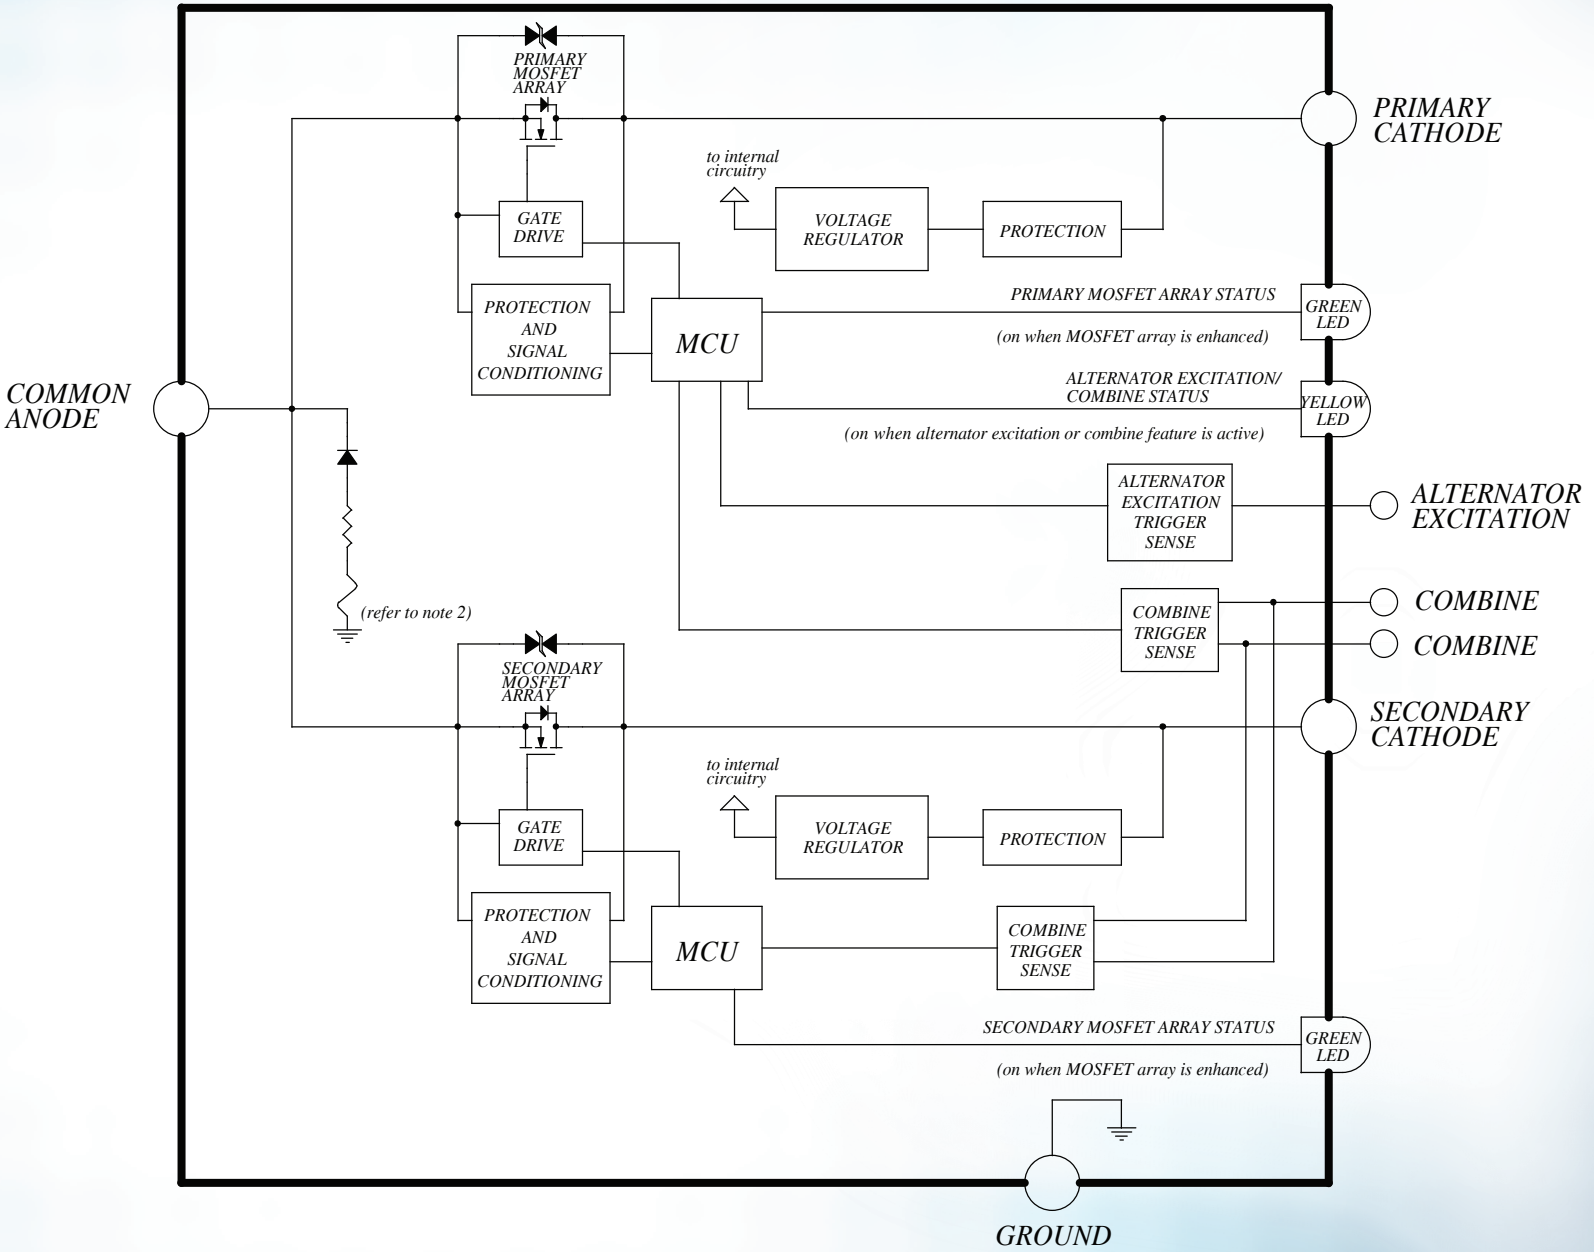 PRIMARY
MOSFET
ARRAY
PRIMARY
CATHODE
to internal
circuitry
GATE
DRIVE
VOLTAGE
REGULATOR
PROTECTION
PROTECTION
AND
SIGNAL
CONDITIONING
MCU
PRIMARY MOSFET ARRAY STATUS
(on when MOSFET array is enhanced)
GREEN
LED
COMMON
ANODE
ALTERNATOR EXCITATION/
COMBINE STATUS
(on when alternator excitation or combine feature is active)
YELLOW
LED
ALTERNATOR
EXCITATION
TRIGGER
SENSE
ALTERNATOR
EXCITATION
(refer to note 2)
COMBINE
TRIGGER
SENSE
COMBINE
COMBINE
SECONDARY
MOSFET
ARRAY
SECONDARY
CATHODE
to internal
circuitry
GATE
DRIVE
VOLTAGE
REGULATOR
PROTECTION
PROTECTION
AND
SIGNAL
CONDITIONING
MCU
COMBINE
TRIGGER
SENSE
SECONDARY MOSFET ARRAY STATUS
(on when MOSFET array is enhanced)
GREEN
LED
GROUND